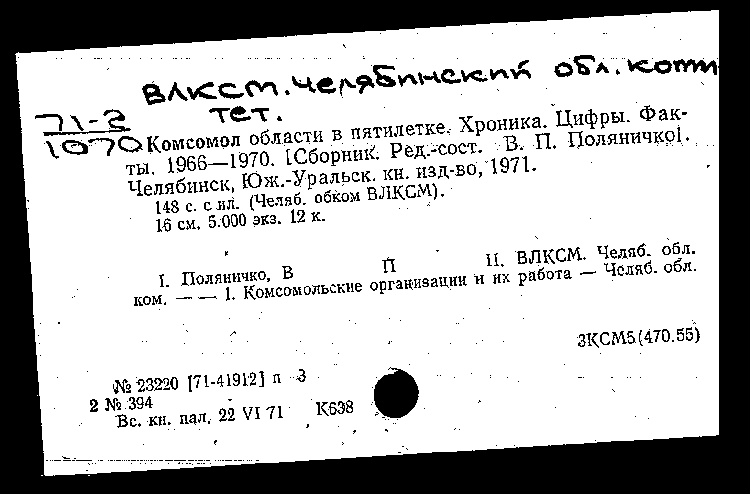 ВЛКСМ. Челябинский обл. коми
тет.
71-2
1070
Комсомол области в пятилетке. Хроника. Цифры. Фак-
ты. 1966—1970. [Сборник. Ред.-сост. В. П. Поляничко].
Челябинск, Юж.-Уральск. кн. изд-во, 1971.
148 с. с ил. (Челяб. обком ВЛКСМ).
16 см. 5.000 экз. 12 к.
I. Поляничко, В П II. ВЛКСМ. Челяб. обл.
ком. — — 1. Комсомольские организации и их работа — Челяб. обл.
3КСМ5(470.55)
№ 23220 [71-41912] п 3
2 № 394
Вс. кн. пал. 22 VI 71 К638